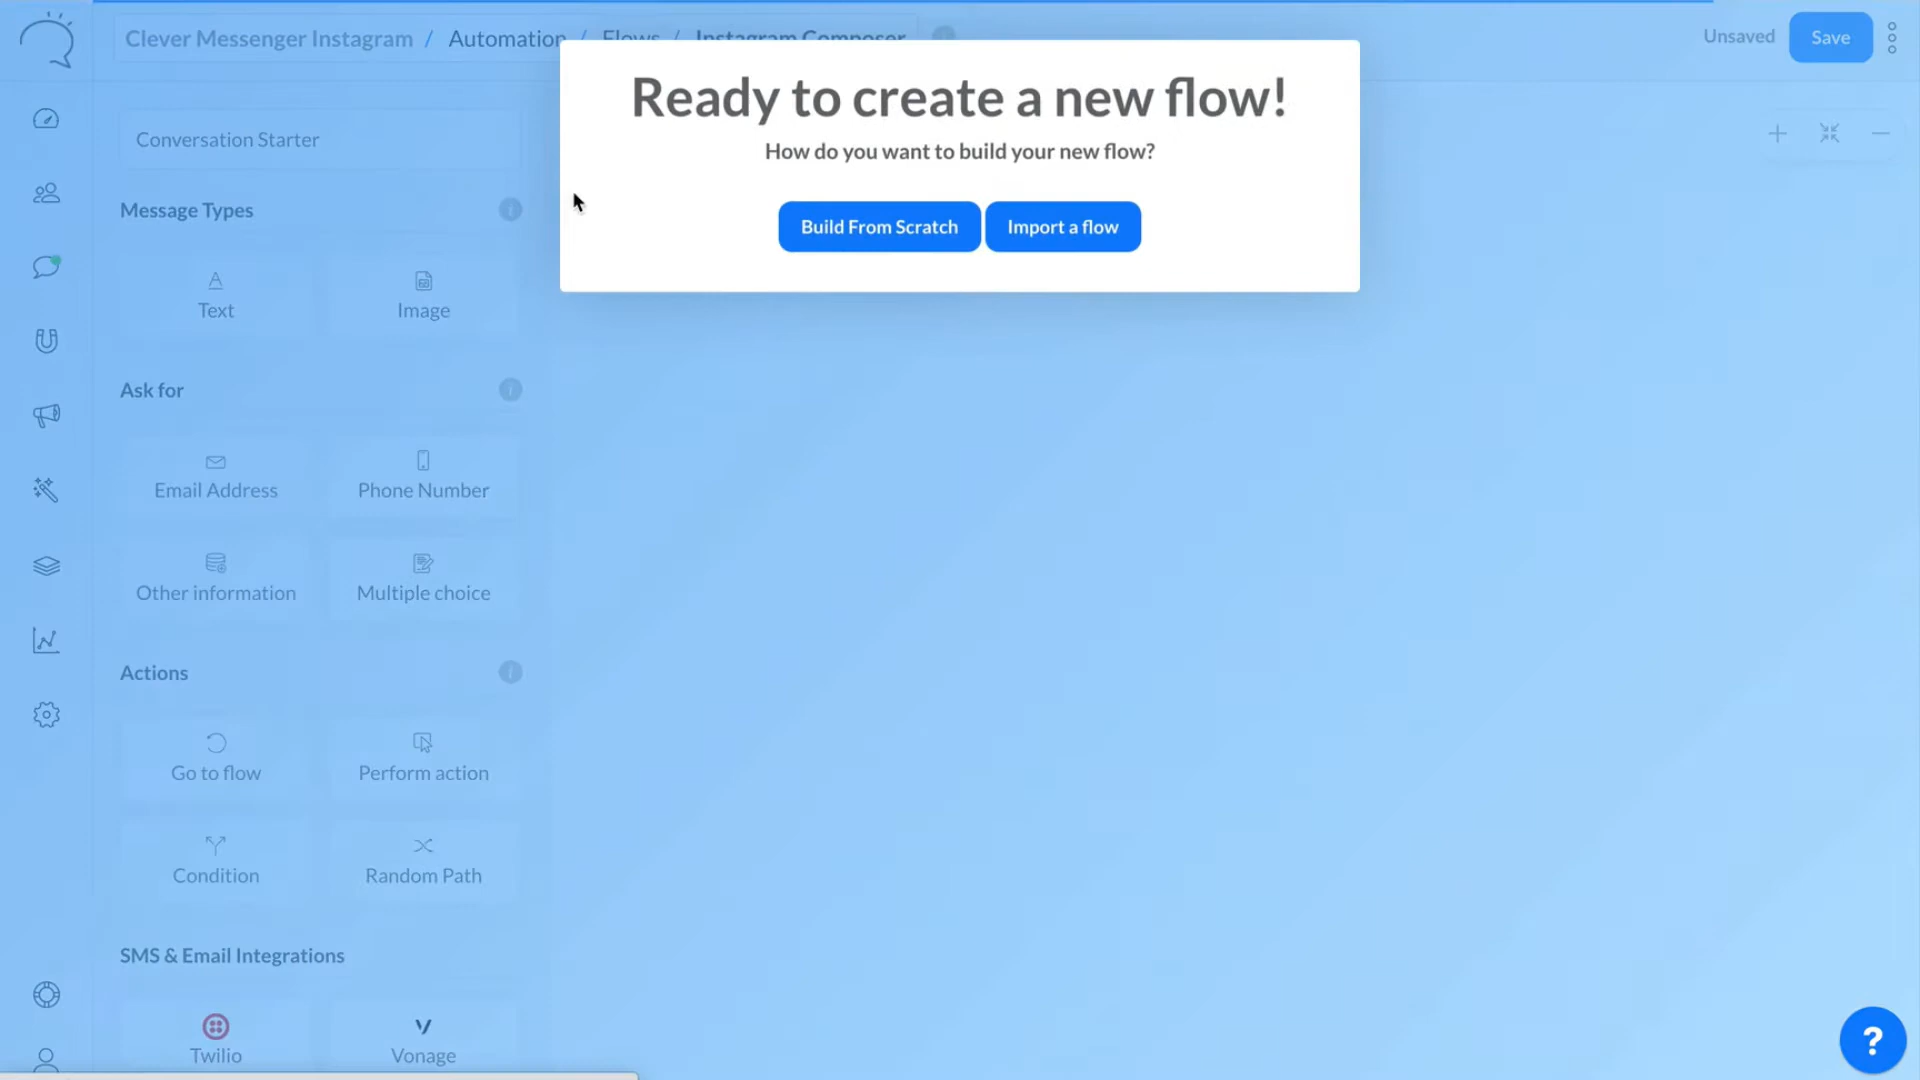 Clever Messenger Instagram / Automation / Flows / Instagram Composer
Unsaved
Save
Ready to create a new flow!
How do you want to build your new flow?
Build From Scratch
Import a flow
Conversation Starter
Message Types
Text
Image
Ask for
Email Address
Phone Number
Other information
Multiple choice
Actions
Go to flow
Perform action
Condition
Random Path
SMS & Email Integrations
Twilio
Vonage
?